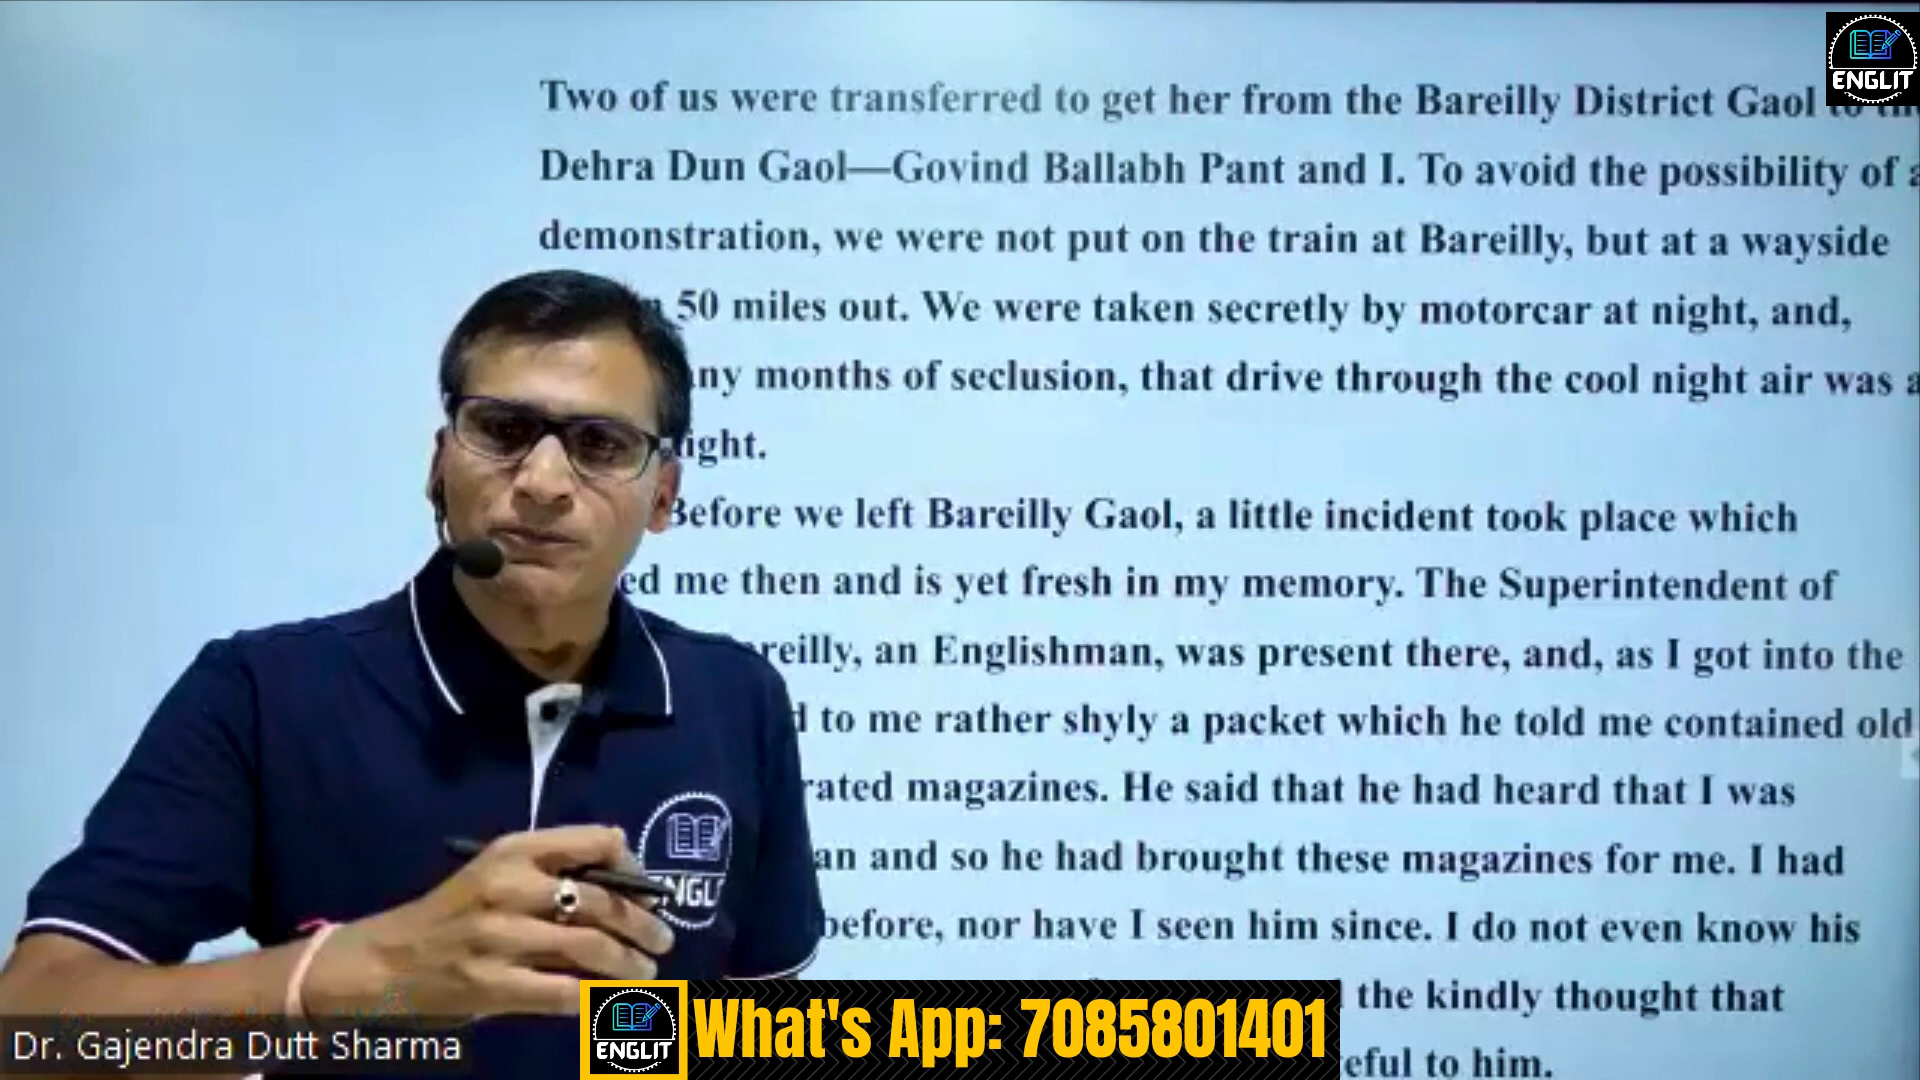 ENGLIT
Two of us were transferred to get her from the Bareilly District Gaol to
Dehra Dun Gaol—Govind Ballabh Pant and I. To avoid the possibility of a
demonstration, we were not put on the train at Bareilly, but at a wayside
50 miles out. We were taken secretly by motorcar at night, and,
ny months of seclusion, that drive through the cool night air was a
ight.
Before we left Bareilly Gaol, a little incident took place which
ed me then and is yet fresh in my memory. The Superintendent of
reilly, an Englishman, was present there, and, as I got into the
d to me rather shyly a packet which he told me contained old
rated magazines. He said that he had heard that I was
an and so he had brought these magazines for me. I had
before, nor have I seen him since. I do not even know his
the kindly thought that
eful to him.
ENGLIT
Dr. Gajendra Dutt Sharma
ENGLIT
What's App: 7085801401